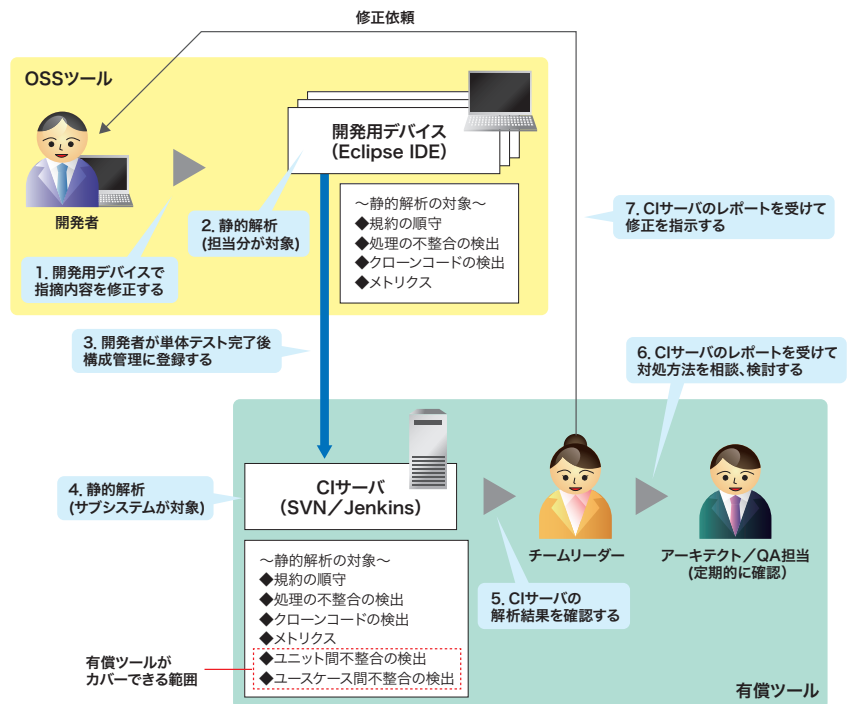 修正依頼
OSSツール
開発者
開発用デバイス
(Eclipse IDE)
1. 開発用デバイスで
指摘内容を修正する
2. 静的解析
(担当分が対象)
～静的解析の対象～
◆規約の順守
◆処理の不整合の検出
◆クローンコードの検出
◆メトリクス
7. CIサーバのレポートを受けて
修正を指示する
3. 開発者が単体テスト完了後
構成管理に登録する
6. CIサーバのレポートを受けて
対処方法を相談、検討する
4. 静的解析
(サブシステムが対象)
CIサーバ
(SVN／Jenkins)
チームリーダー
アーキテクト／QA担当
(定期的に確認)
5. CIサーバの
解析結果を確認する
～静的解析の対象～
◆規約の順守
◆処理の不整合の検出
◆クローンコードの検出
◆メトリクス
◆ユニット間不整合の検出
◆ユースケース間不整合の検出
有償ツールが
カバーできる範囲
有償ツール